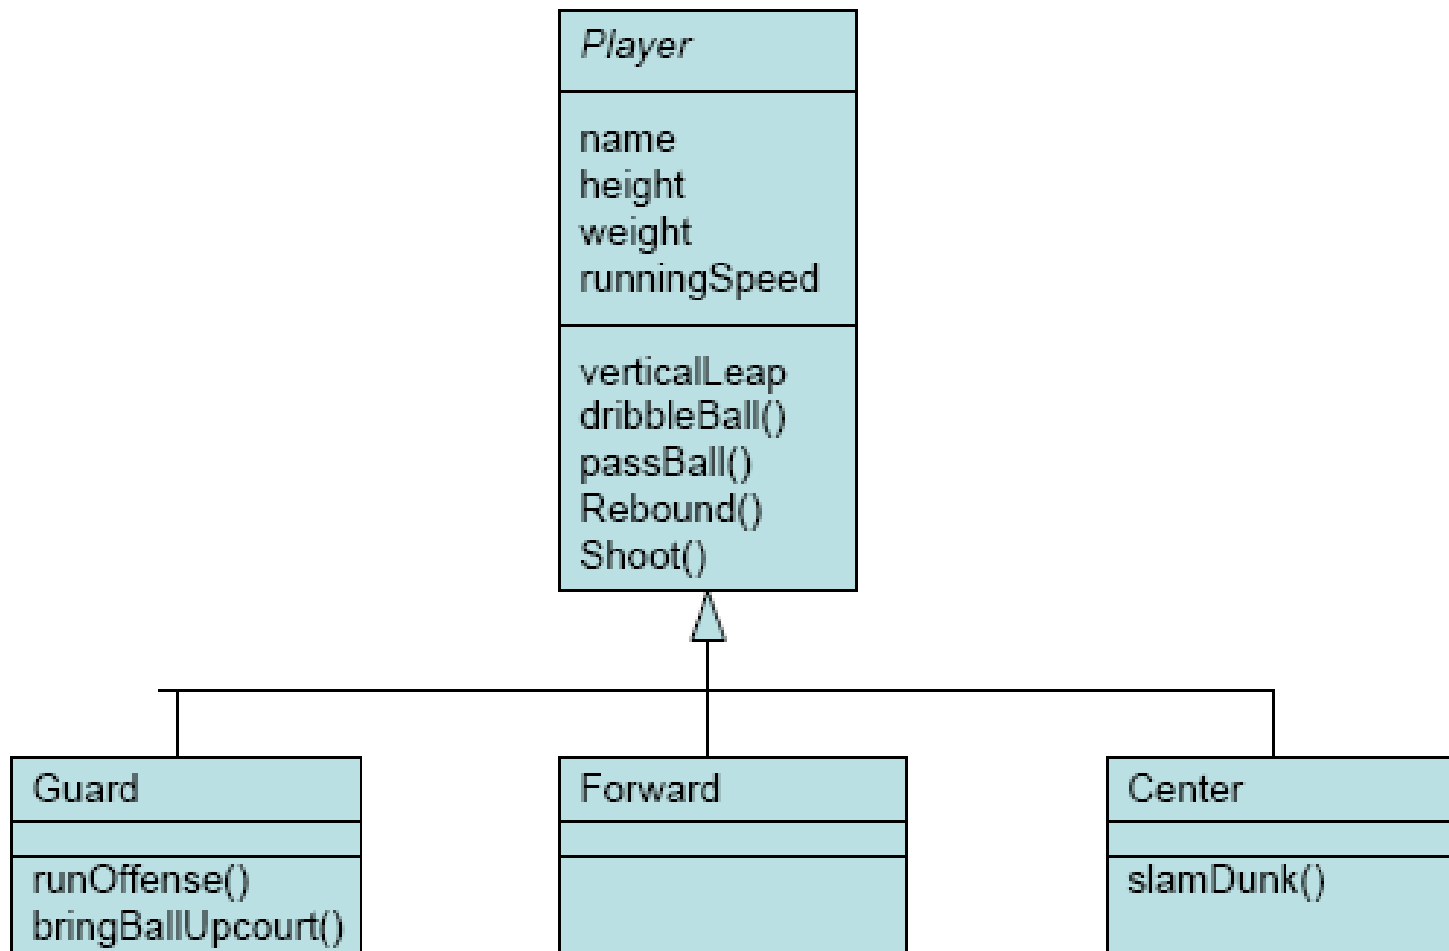 Player
name
height
weight
runningSpeed
verticalLeap
dribbleBall()
passBall()
Rebound()
Shoot()
Guard
runOffense()
bringBallUpcourt()
Forward
Center
slamDunk()